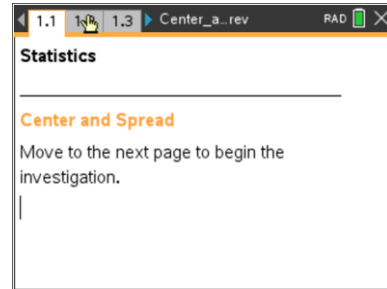 1.1 1.3 Center_a…rev RAD
Statistics
Center and Spread
Move to the next page to begin the
investigation.